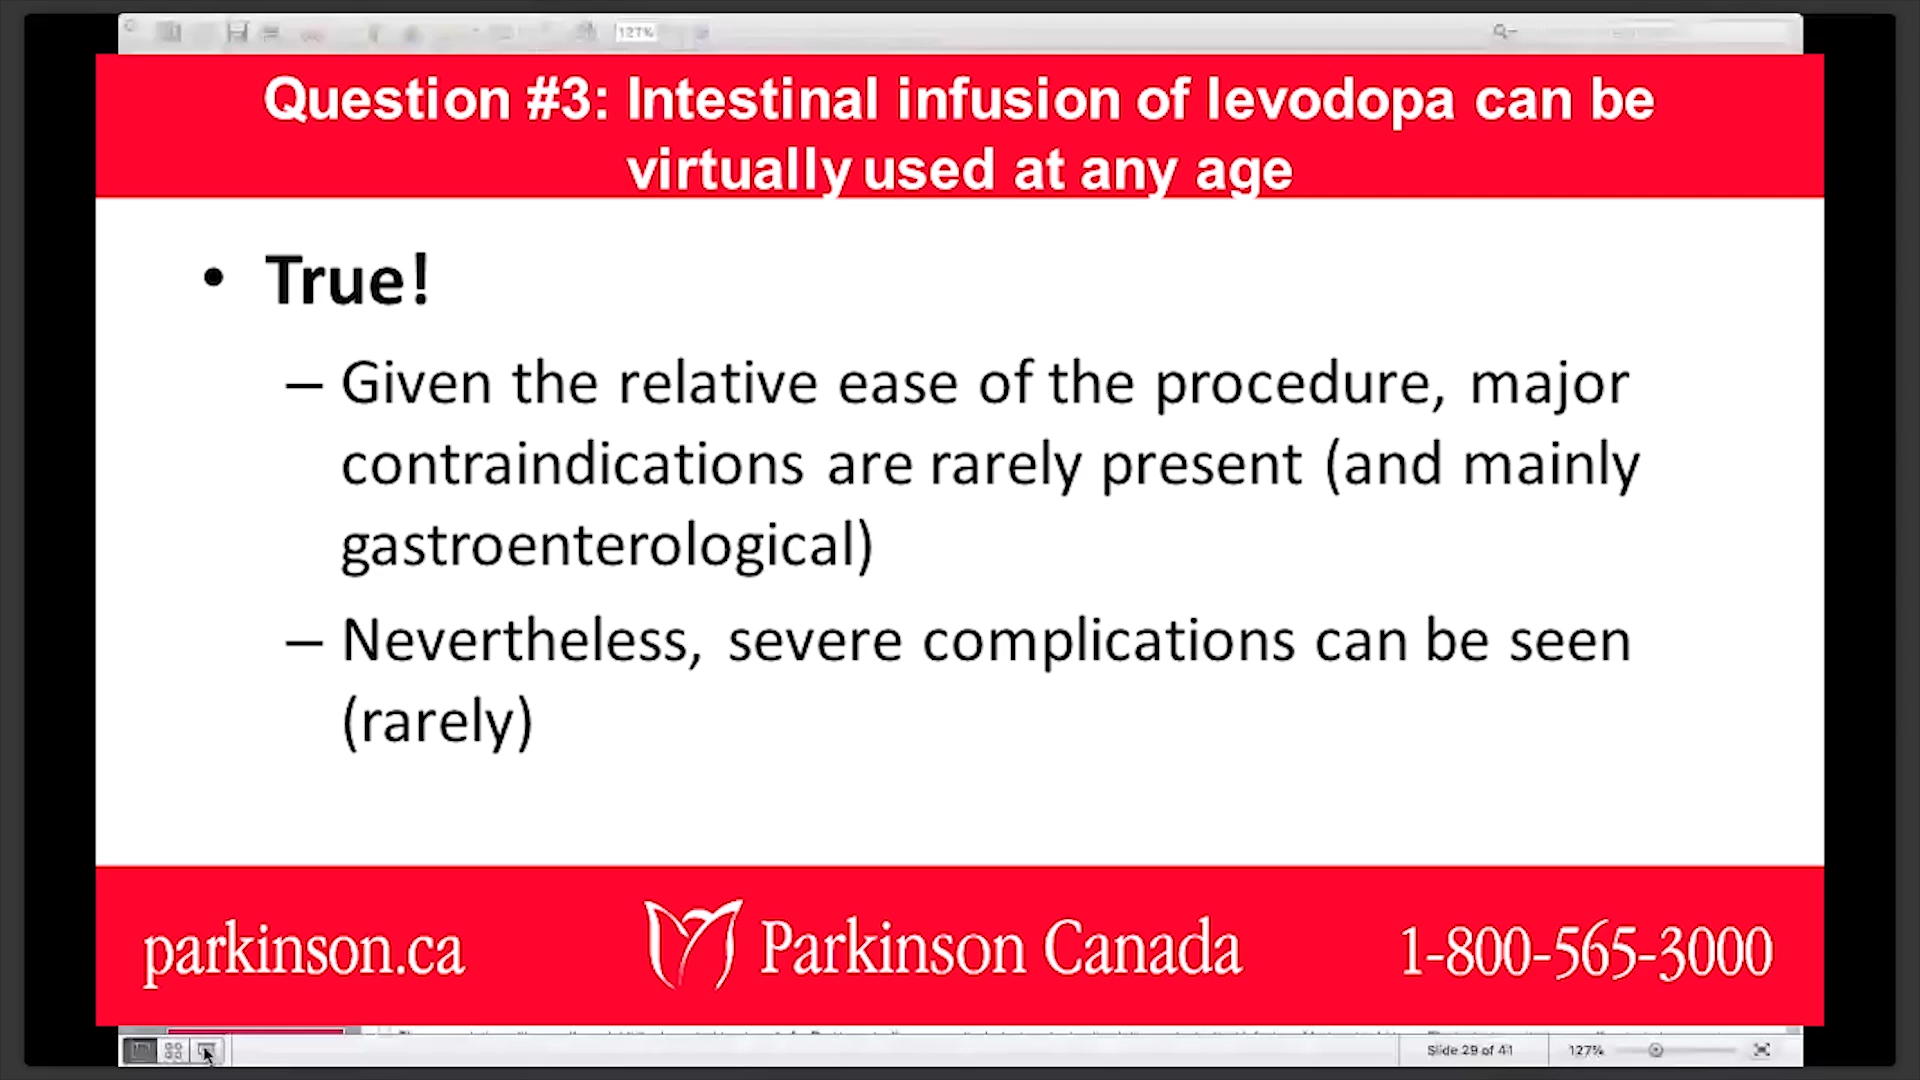 127%
Question #3: Intestinal infusion of levodopa can be
virtually used at any age
• True!
– Given the relative ease of the procedure, major
contraindications are rarely present (and mainly
gastroenterological)
– Nevertheless, severe complications can be seen
(rarely)
parkinson.ca Parkinson Canada 1-800-565-3000
Slide 29 of 41 127%